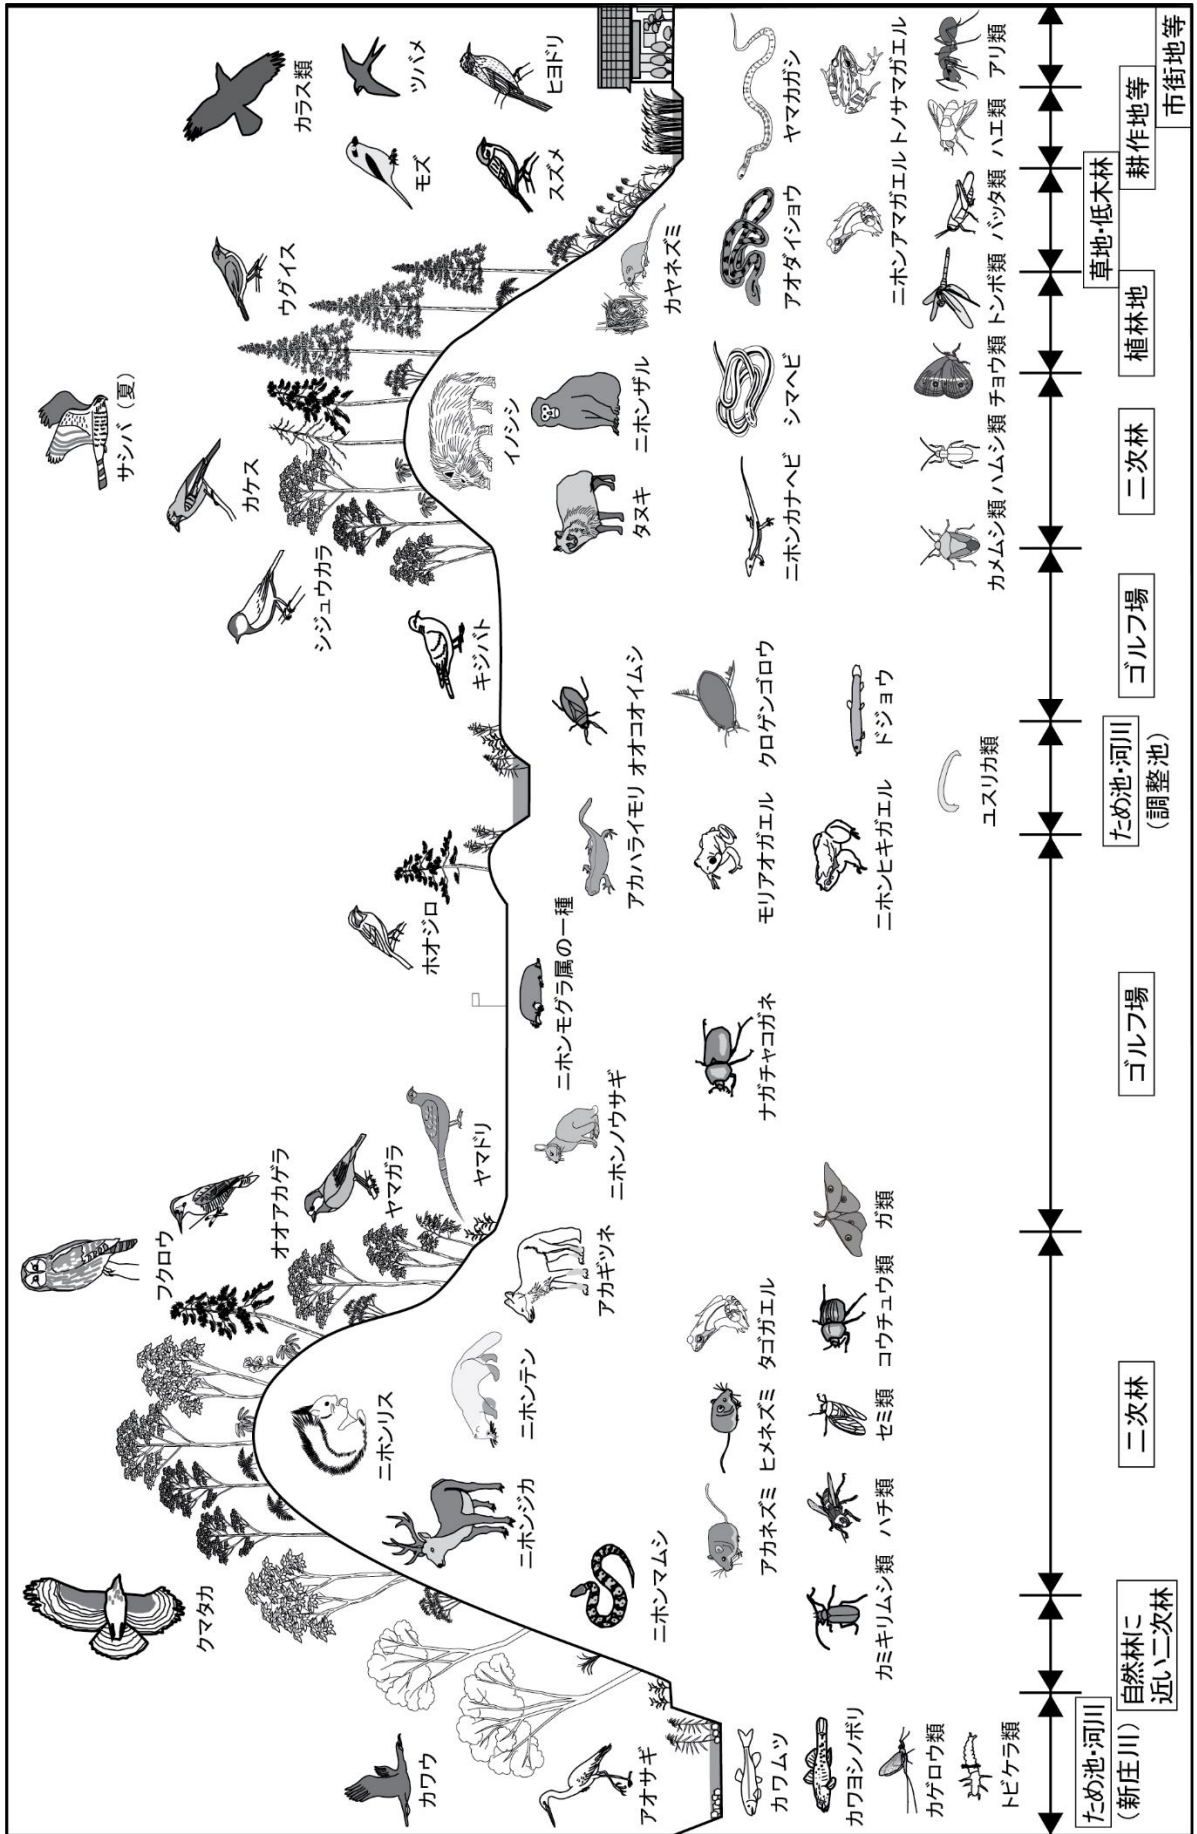 クマタカ
フクロウ
オオアカゲラ
ヤマガラ
サシバ (夏)
カケス
シジュウカラ
ウグイス
カラス類
ツバメ
モズ
ヒヨドリ
スズメ
カワウ
アオサギ
ヤマドリ
ホオジロ
キジバト
ニホンリス
ニホンジカ
ニホンテン
アカギツネ
ニホンノウサギ
ニホンモグラ属の一種
イノシシ
タヌキ
ニホンザル
カヤネズミ
ニホンマムシ
アカハライモリ
オオコオイムシ
カワムツ
アカネズミ
ヒメネズミ
タゴガエル
ナガチャコガネ
モリアオガエル
クロゲンゴロウ
ニホンカナヘビ
シマヘビ
アオダイショウ
ヤマカガシ
カワヨシノボリ
カミキリムシ類
ハチ類
セミ類
コウチュウ類
ガ類
ニホンヒキガエル
ドジョウ
ニホンアマガエル
トノサマガエル
カゲロウ類
トビケラ類
ユスリカ類
カメムシ類
ハムシ類
チョウ類
トンボ類
バッタ類
ハエ類
アリ類
ため池・河川
(新庄川)
自然林に
近い二次林
二次林
ゴルフ場
ため池・河川
(調整池)
ゴルフ場
二次林
植林地
草地・低木林
耕作地等
市街地等